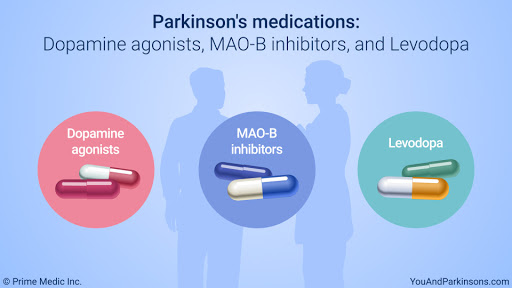 Parkinson's medications:
Dopamine agonists, MAO-B inhibitors, and Levodopa
Dopamine
agonists
MAO-B
inhibitors
Levodopa
© Prime Medic Inc.
YouAndParkinsons.com